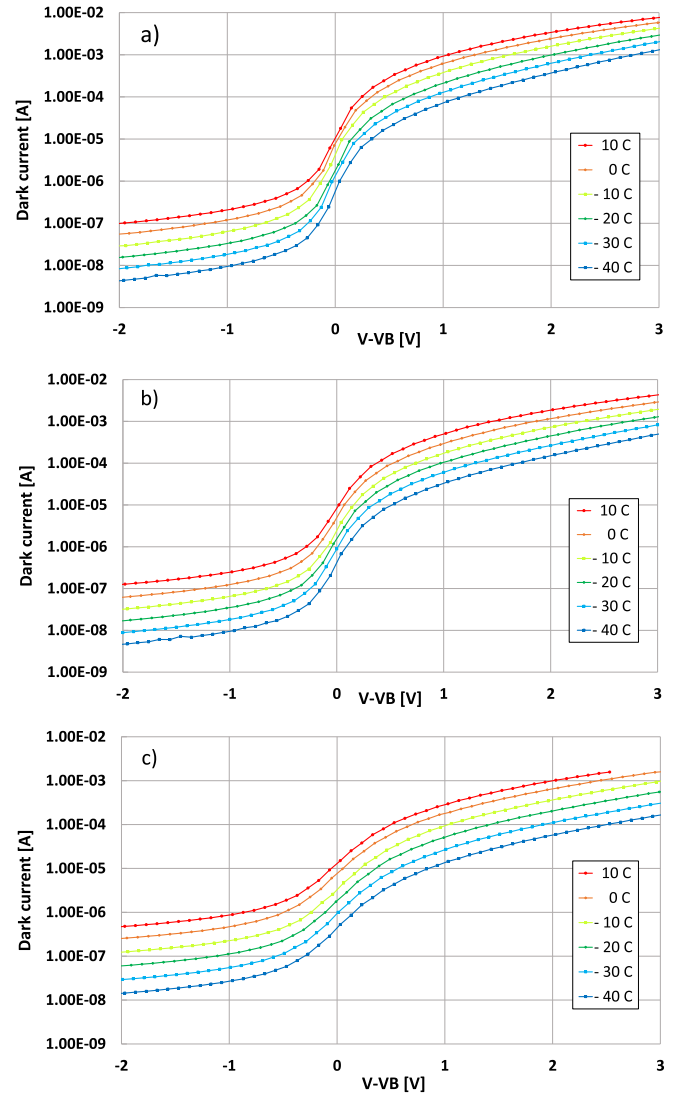 a)
1.00E-02
1.00E-03
1.00E-04
1.00E-05
1.00E-06
1.00E-07
1.00E-08
1.00E-09
Dark current [A]
10 C
0 C
- 10 C
- 20 C
- 30 C
- 40 C
-2 -1 0 1 2 3
V-VB [V]
b)
1.00E-02
1.00E-03
1.00E-04
1.00E-05
1.00E-06
1.00E-07
1.00E-08
1.00E-09
Dark current [A]
10 C
0 C
- 10 C
- 20 C
- 30 C
- 40 C
-2 -1 0 1 2 3
V-VB [V]
c)
1.00E-02
1.00E-03
1.00E-04
1.00E-05
1.00E-06
1.00E-07
1.00E-08
1.00E-09
Dark current [A]
10 C
0 C
- 10 C
- 20 C
- 30 C
- 40 C
-2 -1 0 1 2 3
V-VB [V]